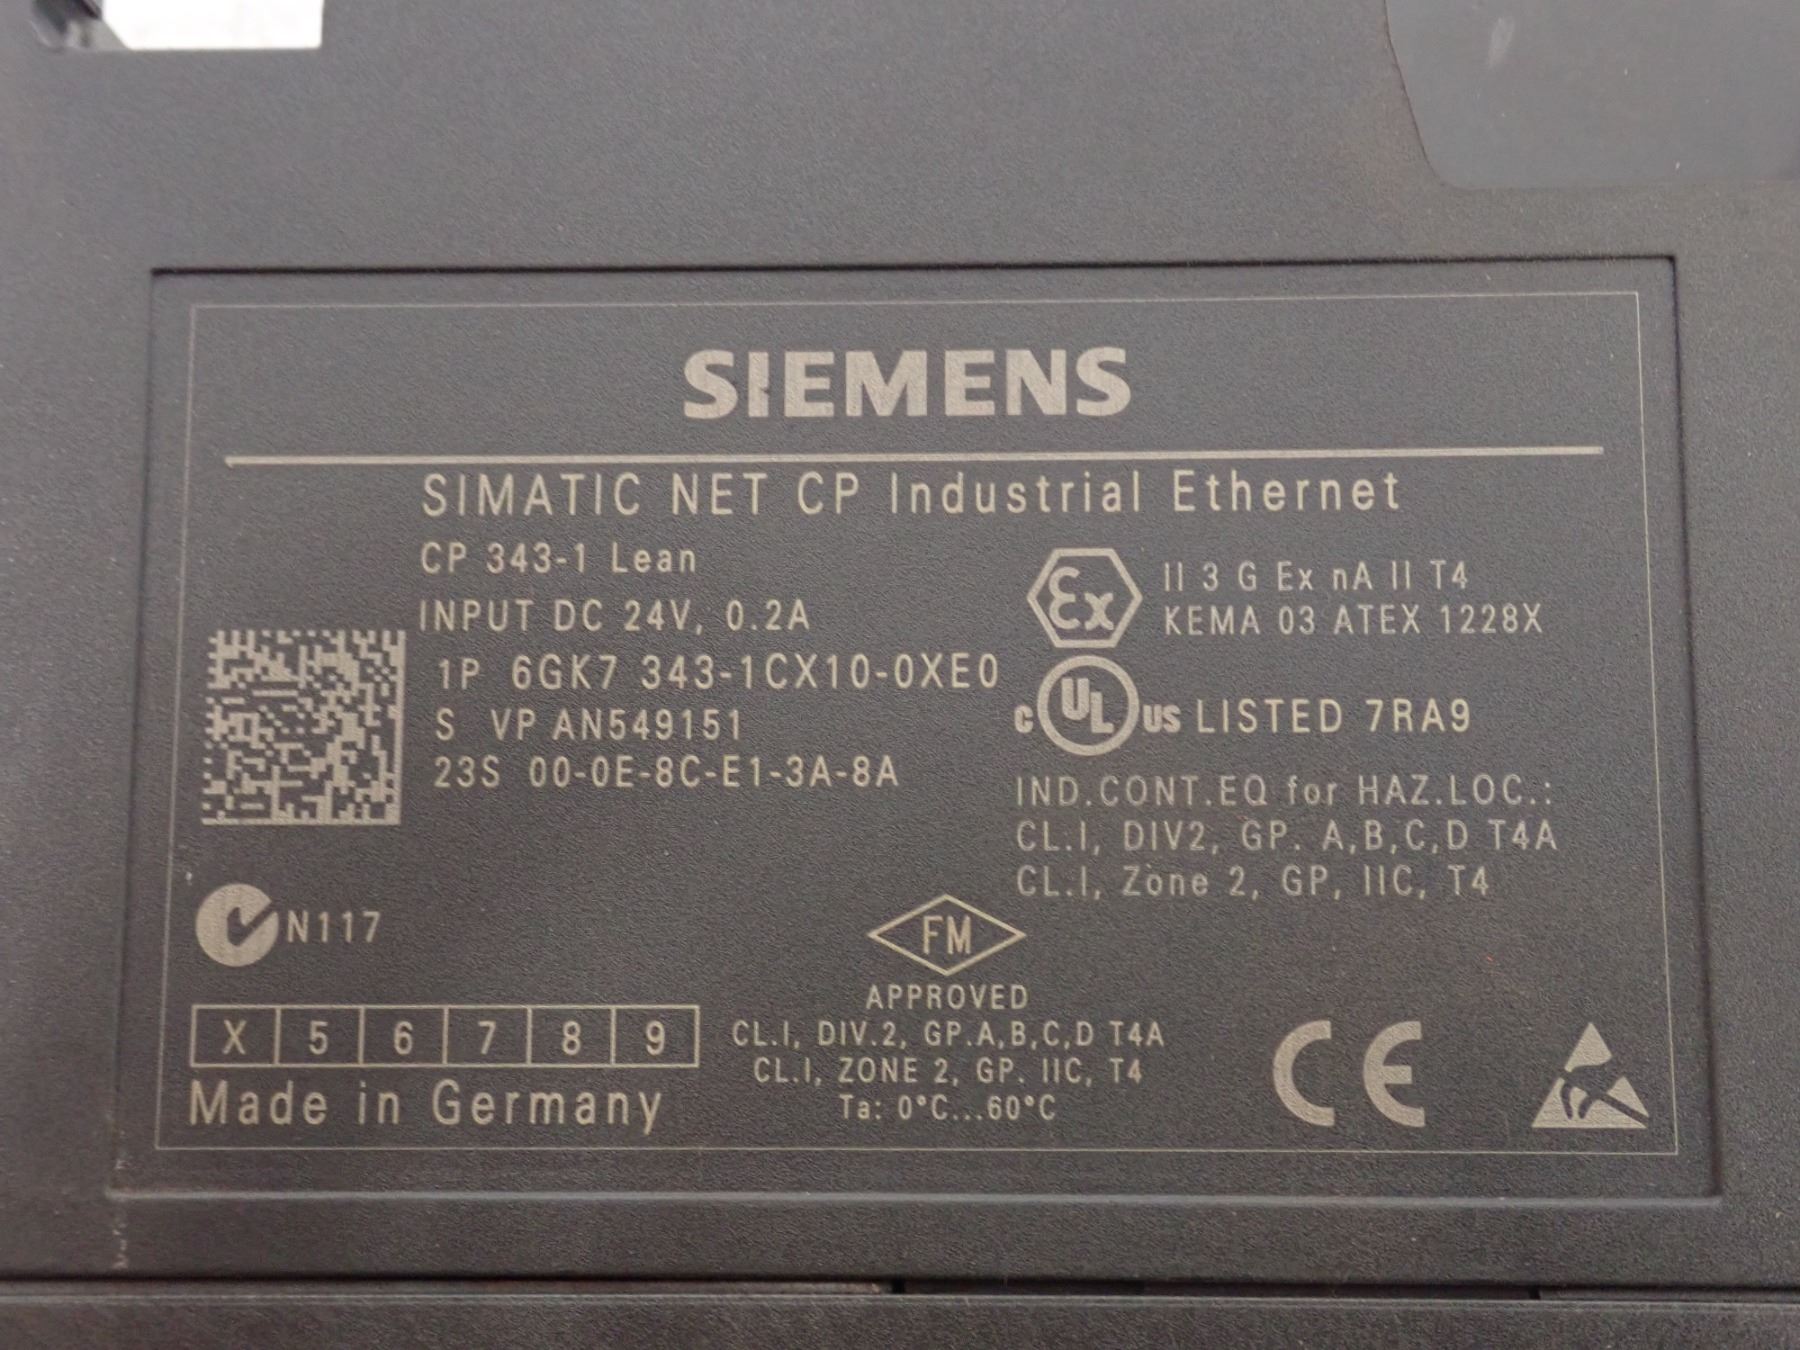 SIEMENS
SIMATIC NET CP Industrial Ethernet
CP 343-1 Lean
INPUT DC 24V, 0.2A
1P 6GK7 343-1CX10-0XE0
S VP AN549151
23S 00-0E-8C-E1-3A-8A
Ex II 3 G Ex nA II T4
KEMA 03 ATEX 1228X
C UL US LISTED 7RA9
IND.CONT.EQ for HAZ.LOC.:
CL.I, DIV2, GP. A,B,C,D T4A
CL.I, Zone 2, GP, IIC, T4
N117
FM
APPROVED
CL.I, DIV.2, GP.A,B,C,D T4A
CL.I, ZONE 2, GP. IIC, T4
Ta: 0°C...60°C
X 5 6 7 8 9
Made in Germany
CE